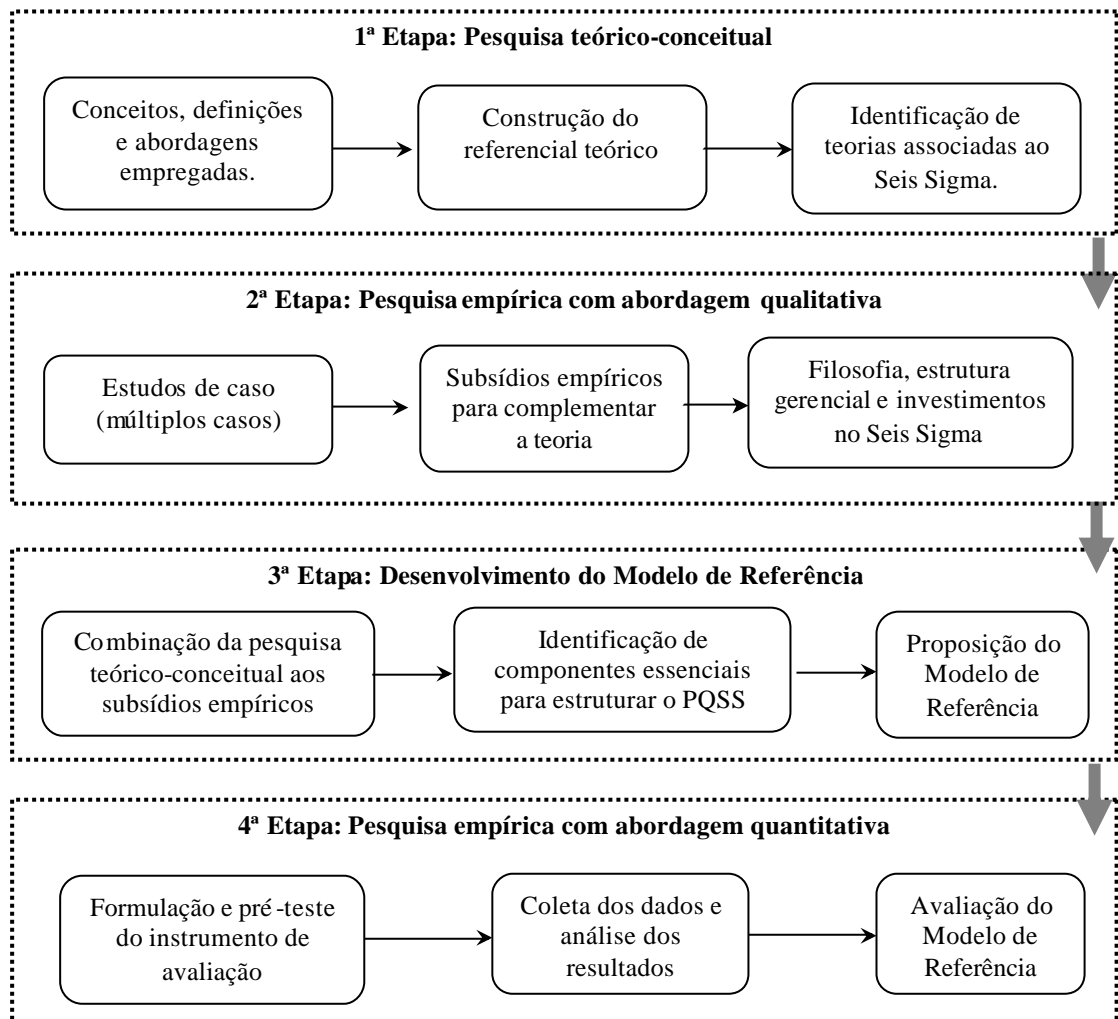 1ª Etapa: Pesquisa teórico-conceitual
Conceitos, definições
e abordagens
empregadas.
Construção do
referencial teórico
Identificação de
teorias associadas ao
Seis Sigma.
2ª Etapa: Pesquisa empírica com abordagem qualitativa
Estudos de caso
(múltiplos casos)
Subsídios empíricos
para complementar
a teoria
Filosofia, estrutura
gerencial e investimentos
no Seis Sigma
3ª Etapa: Desenvolvimento do Modelo de Referência
Combinação da pesquisa
teórico-conceitual aos
subsídios empíricos
Identificação de
componentes essenciais
para estruturar o PQSS
Proposição do
Modelo de
Referência
4ª Etapa: Pesquisa empírica com abordagem quantitativa
Formulação e pré-teste
do instrumento de
avaliação
Coleta dos dados e
análise dos
resultados
Avaliação do
Modelo de
Referência